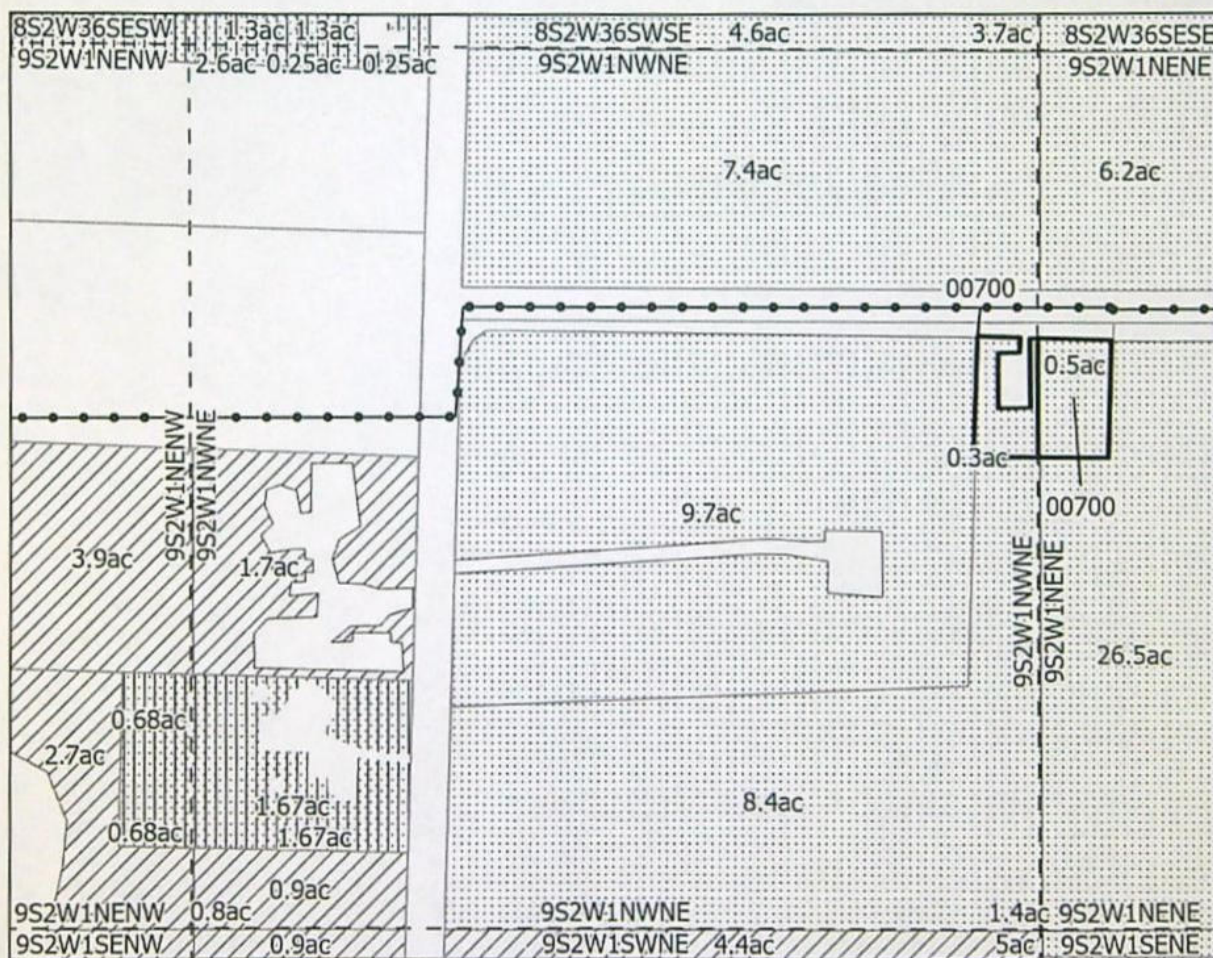 8S2W36SESW 1.3ac 1.3ac 8S2W36SWSE 4.6ac 3.7ac 8S2W36SESE
9S2W1NENW 2.6ac 0.25ac 0.25ac 9S2W1NWNE 9S2W1NENE
7.4ac 6.2ac
00700
0.5ac
9S2W1NENW
9S2W1NWNE
0.3ac
00700
9.7ac
3.9ac 1.7ac
9S2W1NWNE
9S2W1NENE
26.5ac
0.68ac
2.7ac
8.4ac
1.67ac
0.68ac 1.67ac
0.9ac
9S2W1NENW 0.8ac 9S2W1NWNE 1.4ac 9S2W1NENE
9S2W1SENW 0.9ac 9S2W1SWNE 4.4ac 5ac 9S2W1SENE